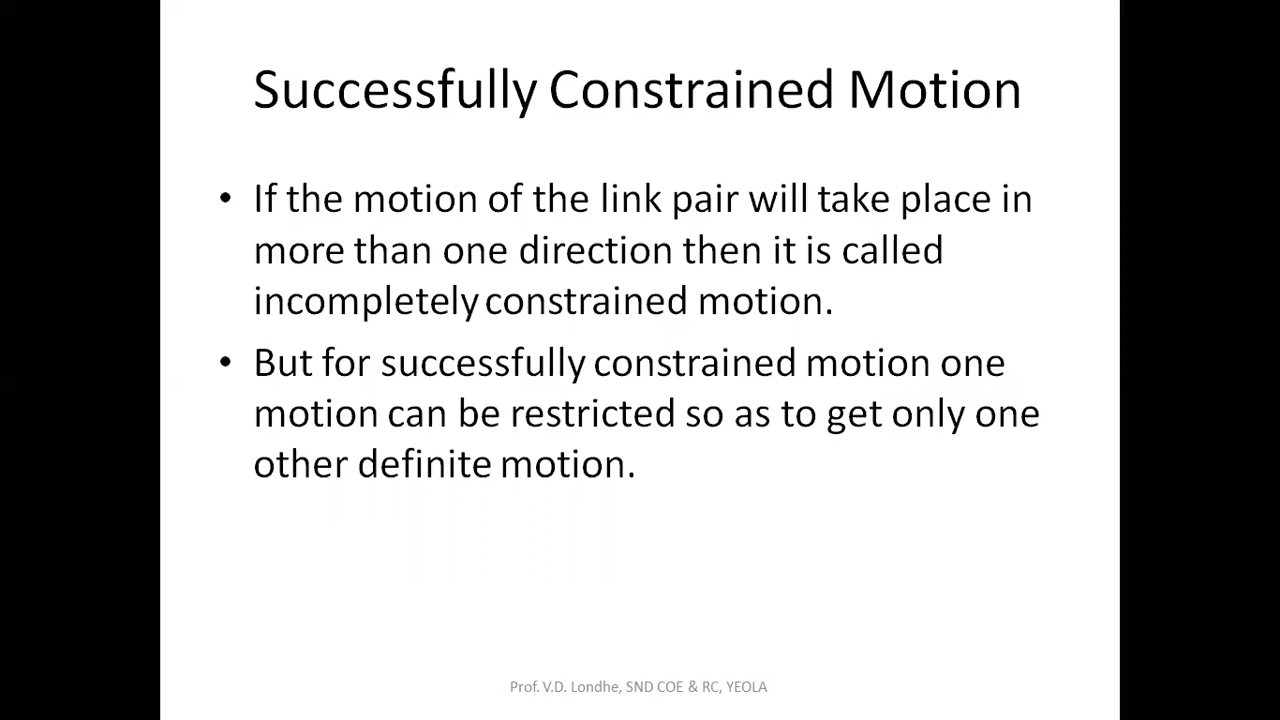 Successfully Constrained Motion
• If the motion of the link pair will take place in
more than one direction then it is called
incompletely constrained motion.
• But for successfully constrained motion one
motion can be restricted so as to get only one
other definite motion.
Prof. V.D. Londhe, SND COE & RC, YEOLA